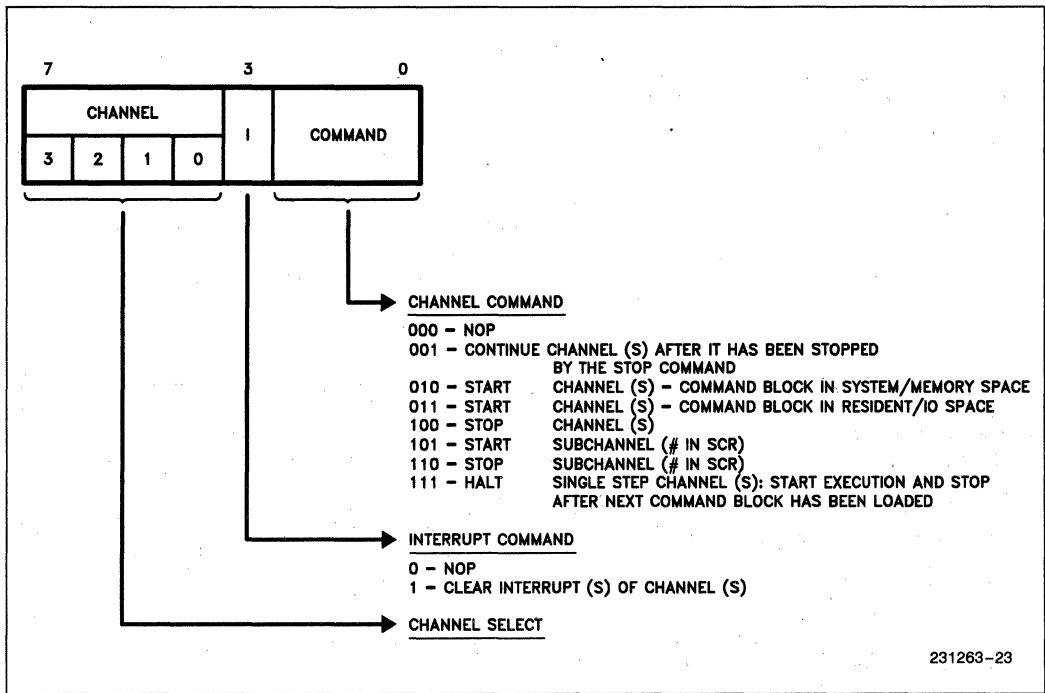 7 3 0
CHANNEL
I COMMAND
3 2 1 0
CHANNEL COMMAND
000 – NOP
001 – CONTINUE CHANNEL (S) AFTER IT HAS BEEN STOPPED
BY THE STOP COMMAND
010 – START CHANNEL (S) – COMMAND BLOCK IN SYSTEM/MEMORY SPACE
011 – START CHANNEL (S) – COMMAND BLOCK IN RESIDENT/IO SPACE
100 – STOP CHANNEL (S)
101 – START SUBCHANNEL (# IN SCR)
110 – STOP SUBCHANNEL (# IN SCR)
111 – HALT SINGLE STEP CHANNEL (S): START EXECUTION AND STOP
AFTER NEXT COMMAND BLOCK HAS BEEN LOADED
INTERRUPT COMMAND
0 – NOP
1 – CLEAR INTERRUPT (S) OF CHANNEL (S)
CHANNEL SELECT
231263–23